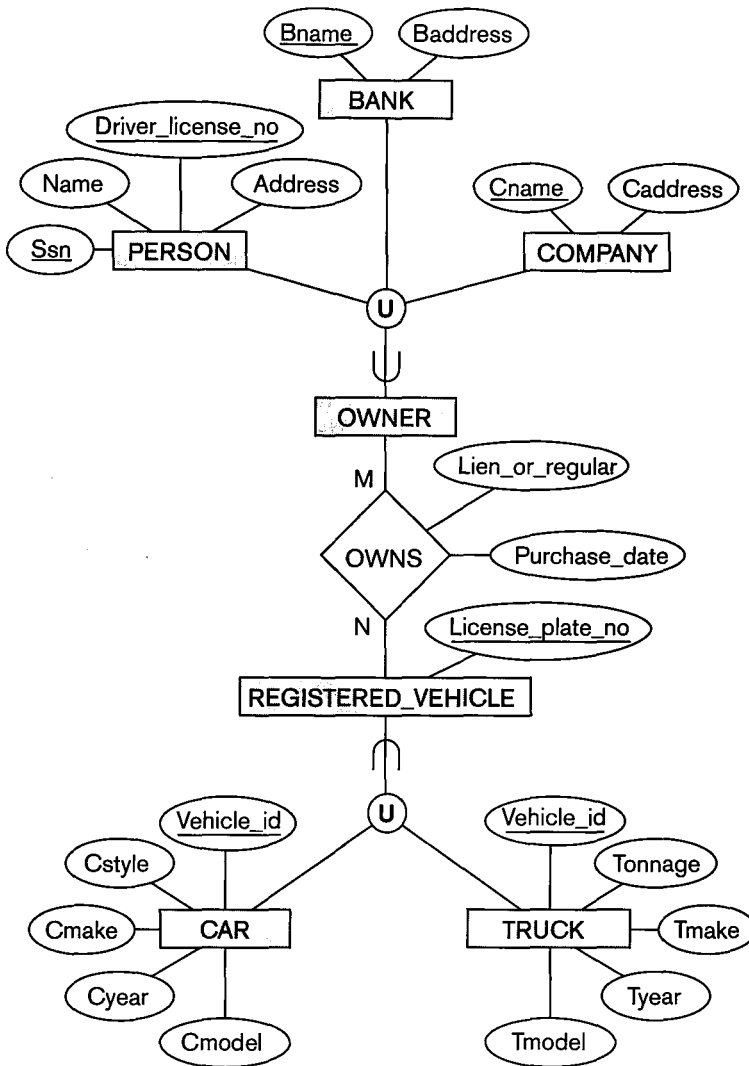 Bname
Baddress
BANK
Driver_license_no
Name
Address
Cname
Caddress
Ssn
PERSON
COMPANY
U
OWNER
M
Lien_or_regular
OWNS
Purchase_date
N
License_plate_no
REGISTERED_VEHICLE
U
Vehicle_id
Vehicle_id
Cstyle
Tonnage
Cmake
CAR
TRUCK
Tmake
Cyear
Tyear
Cmodel
Tmodel